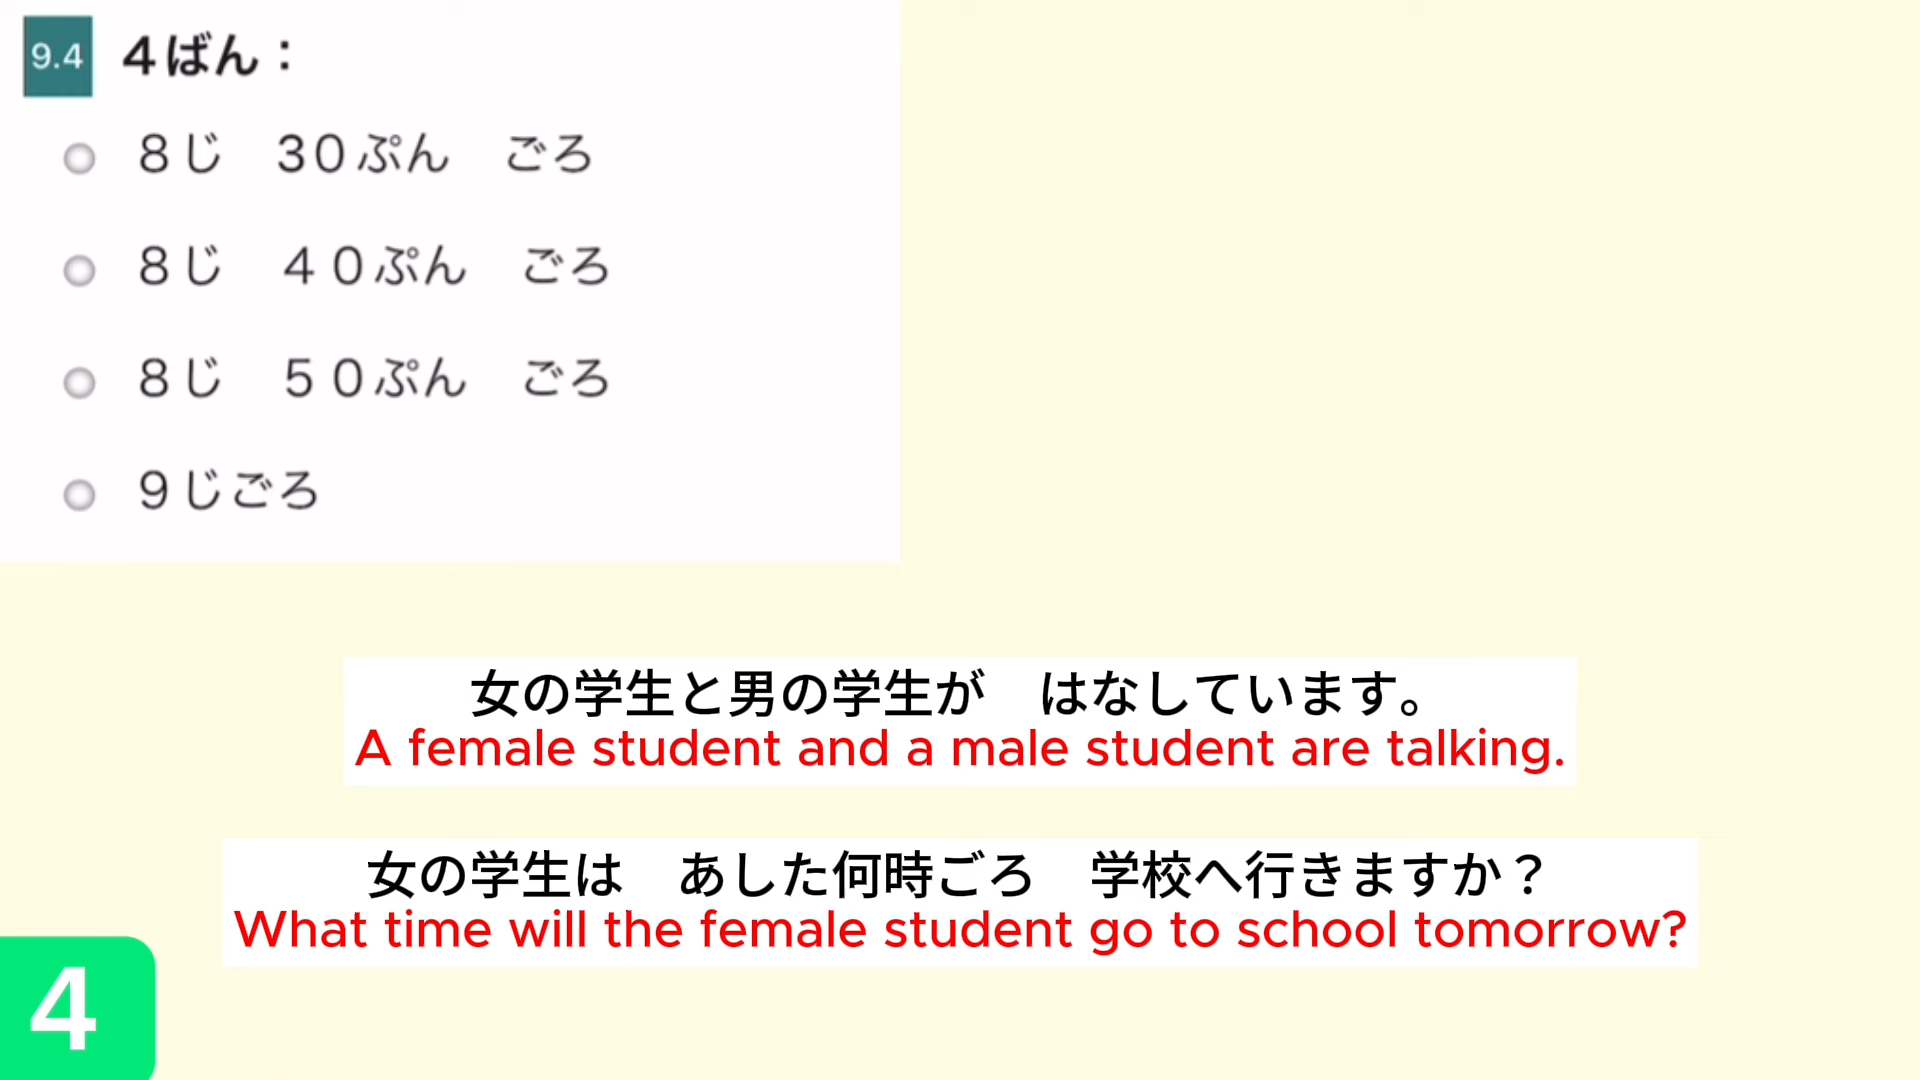 9.4 4ばん：
8じ　30ぷん　ごろ
8じ　４０ぷん　ごろ
8じ　５０ぷん　ごろ
9じごろ
女の学生と男の学生が　はなしています。
A female student and a male student are talking.
女の学生は　あした何時ごろ　学校へ行きますか？
What time will the female student go to school tomorrow?
4